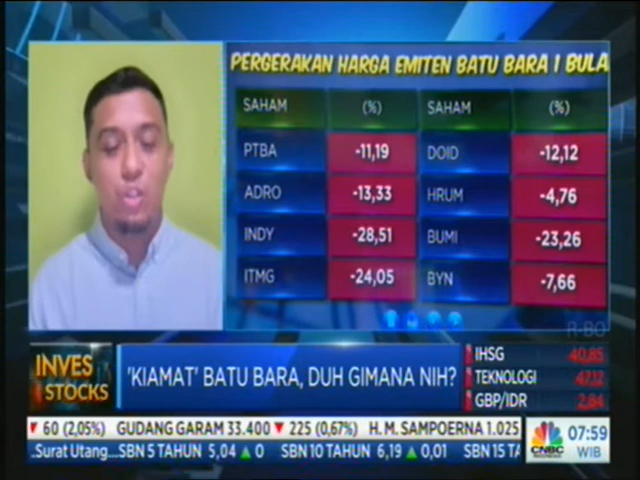 PERGERAKAN HARGA EMITEN BATU BARA 1 BULA
SAHAM (%) SAHAM (%)
PTBA -11,19 DOID -12,12
ADRO -13,33 HRUM -4,76
INDY -28,51 BUMI -23,26
ITMG -24,05 BYN -7,66
R-BO
INVES
STOCKS
'KIAMAT' BATU BARA, DUH GIMANA NIH?
IHSG 40,85
TEKNOLOGI 47,12
GBP/IDR 2,84
60 (2,05%) GUDANG GARAM 33.400 ▼ 225 (0,67%) H. M. SAMPOERNA 1.025
..Surat Utang... SBN 5 TAHUN 5,04 ▲ 0 SBN 10 TAHUN 6,19 ▲ 0,01 SBN 15 TA
CNBC
07:59
WIB